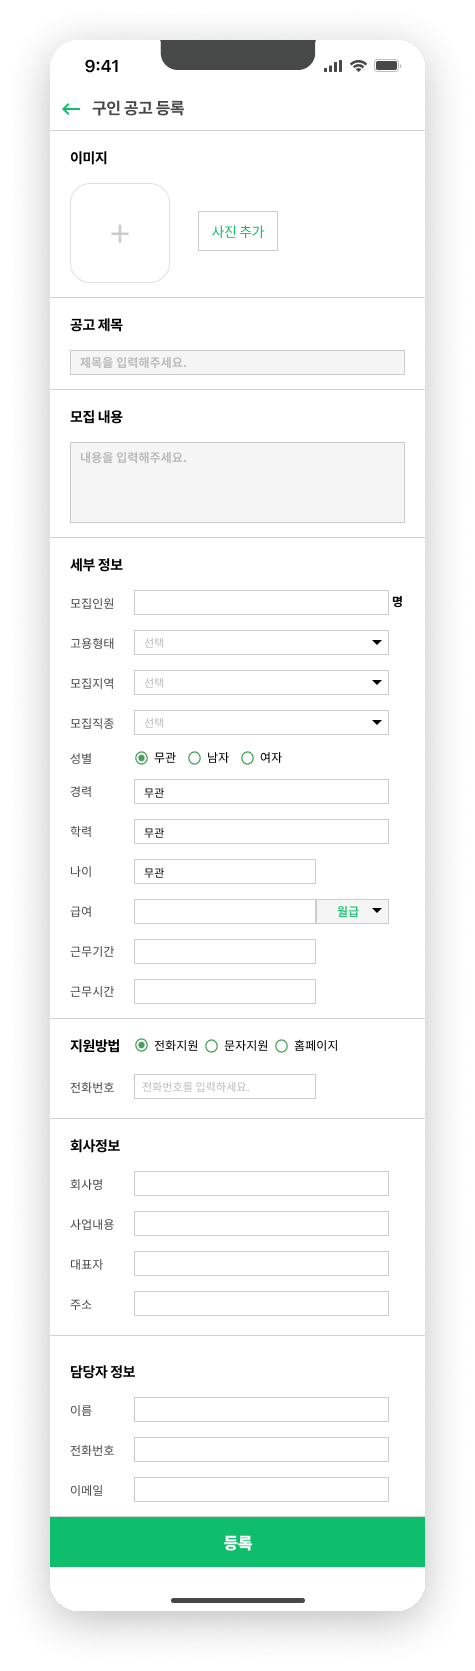 9:41
구인 공고 등록
이미지
사진 추가
공고 제목
제목을 입력해주세요.
모집 내용
내용을 입력해주세요.
세부 정보
모집인원 명
고용형태 선택
모집지역 선택
모집직종 선택
성별 무관 남자 여자
경력 무관
학력 무관
나이 무관
급여 월급
근무기간
근무시간
지원방법 전화지원 문자지원 홈페이지
전화번호 전화번호를 입력하세요.
회사정보
회사명
사업내용
대표자
주소
담당자 정보
이름
전화번호
이메일
등록